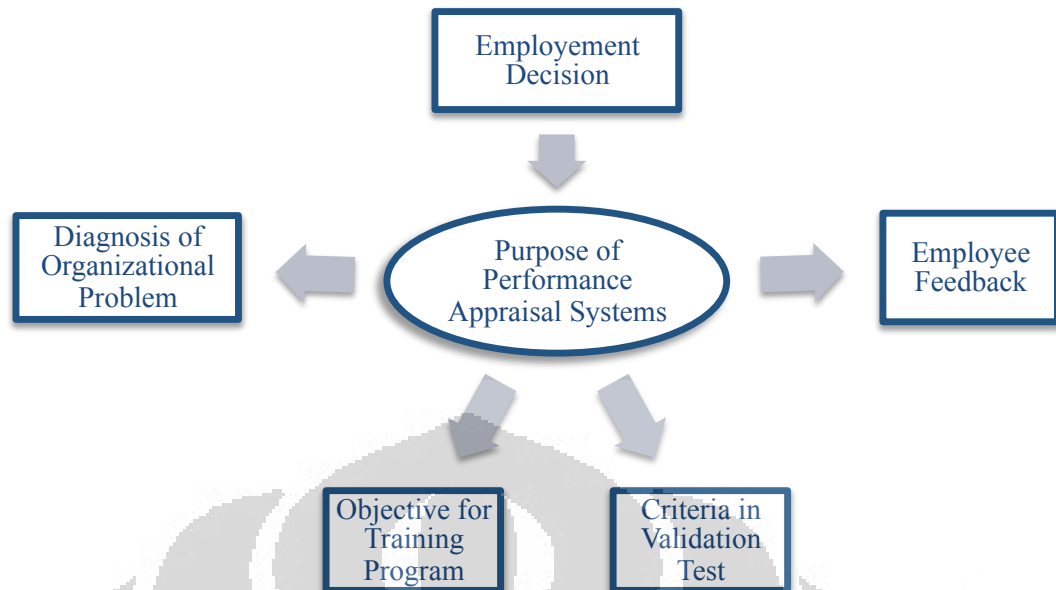 Employement
Decision
Diagnosis of
Organizational
Problem
Purpose of
Performance
Appraisal Systems
Employee
Feedback
Objective for
Training
Program
Criteria in
Validation
Test